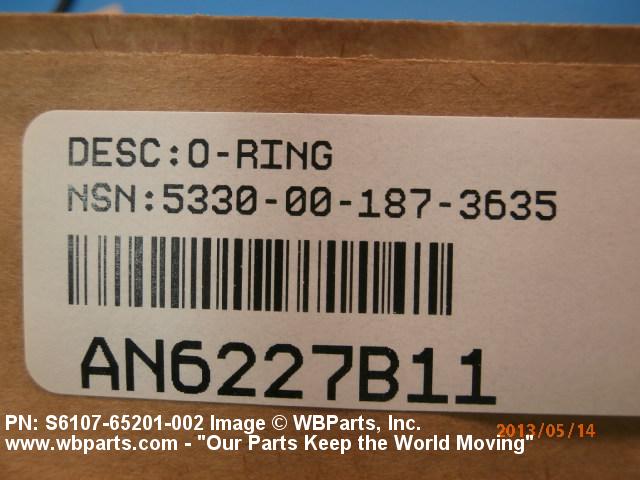 DESC:O-RING
NSN:5330-00-187-3635
AN6227B11
PN: S6107-65201-002 Image © WBParts, Inc.
2013/05/14
www.wbparts.com - "Our Parts Keep the World Moving"